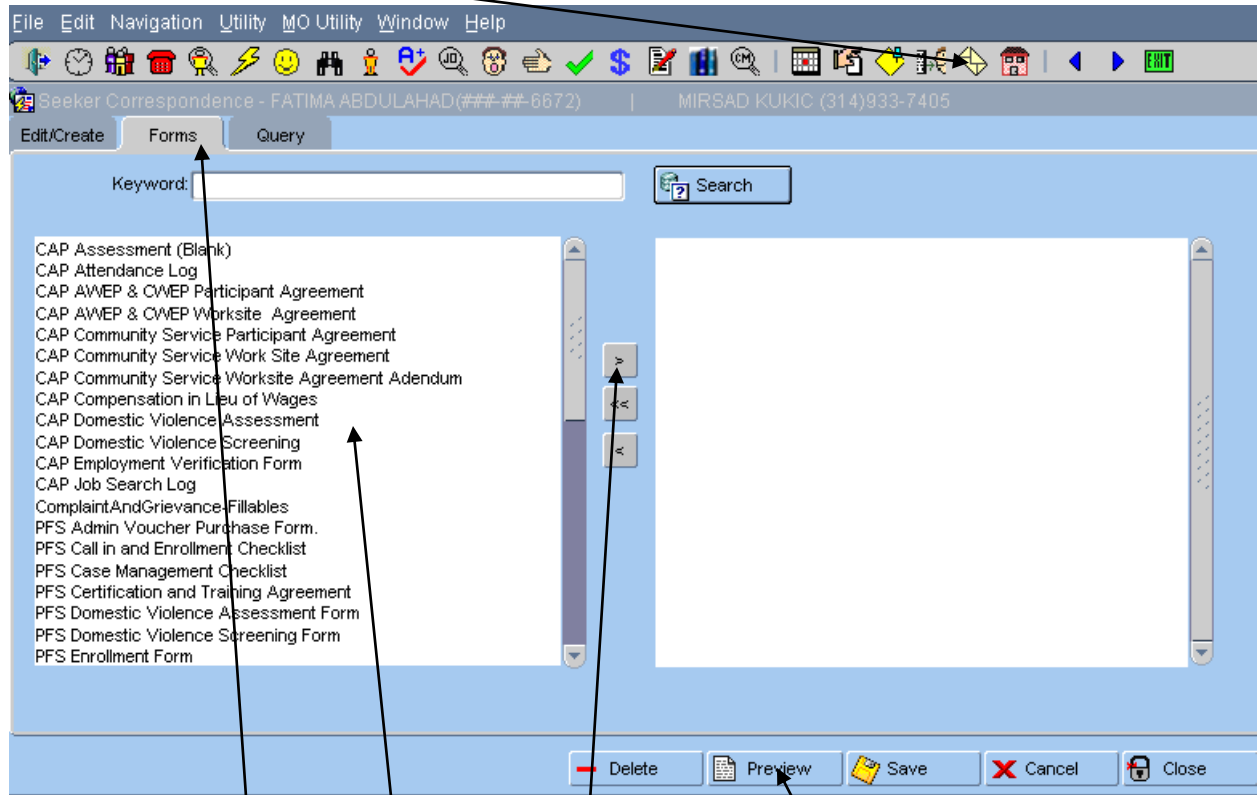 File Edit Navigation Utility MO Utility Window Help
JD CM EXIT
Seeker Correspondence - FATIMA ABDULAHAD(###-##-6672) | MIRSAD KUKIC (314)933-7405
Edit/Create Forms Query
Keyword: Search
CAP Assessment (Blank)
CAP Attendance Log
CAP AWEP & CWEP Participant Agreement
CAP AWEP & CWEP Worksite Agreement
CAP Community Service Participant Agreement
CAP Community Service Work Site Agreement
CAP Community Service Worksite Agreement Adendum
CAP Compensation in Lieu of Wages
CAP Domestic Violence Assessment
CAP Domestic Violence Screening
CAP Employment Verification Form
CAP Job Search Log
ComplaintAndGrievance-Fillables
PFS Admin Voucher Purchase Form.
PFS Call in and Enrollment Checklist
PFS Case Management Checklist
PFS Certification and Training Agreement
PFS Domestic Violence Assessment Form
PFS Domestic Violence Screening Form
PFS Enrollment Form
>
<<
<
Delete Preview Save Cancel Close